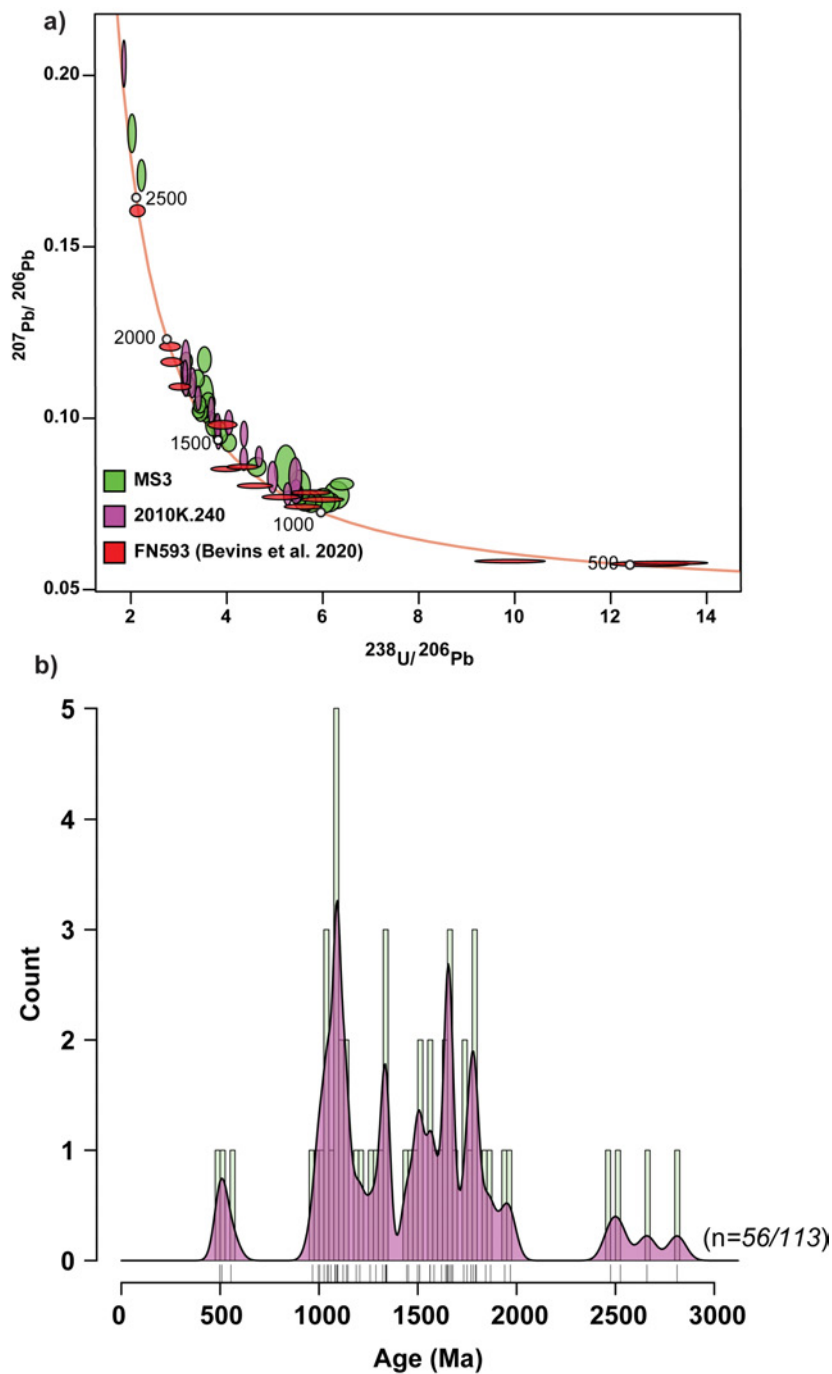 a)
0.20
0.15
0.10
0.05
207Pb/ 206Pb
2500
2000
1500
1000
500
MS3
2010K.240
FN593 (Bevins et al. 2020)
2 4 6 8 10 12 14
238U/ 206Pb
b)
5
4
3
2
1
0
Count
(n=56/113)
0 500 1000 1500 2000 2500 3000
Age (Ma)